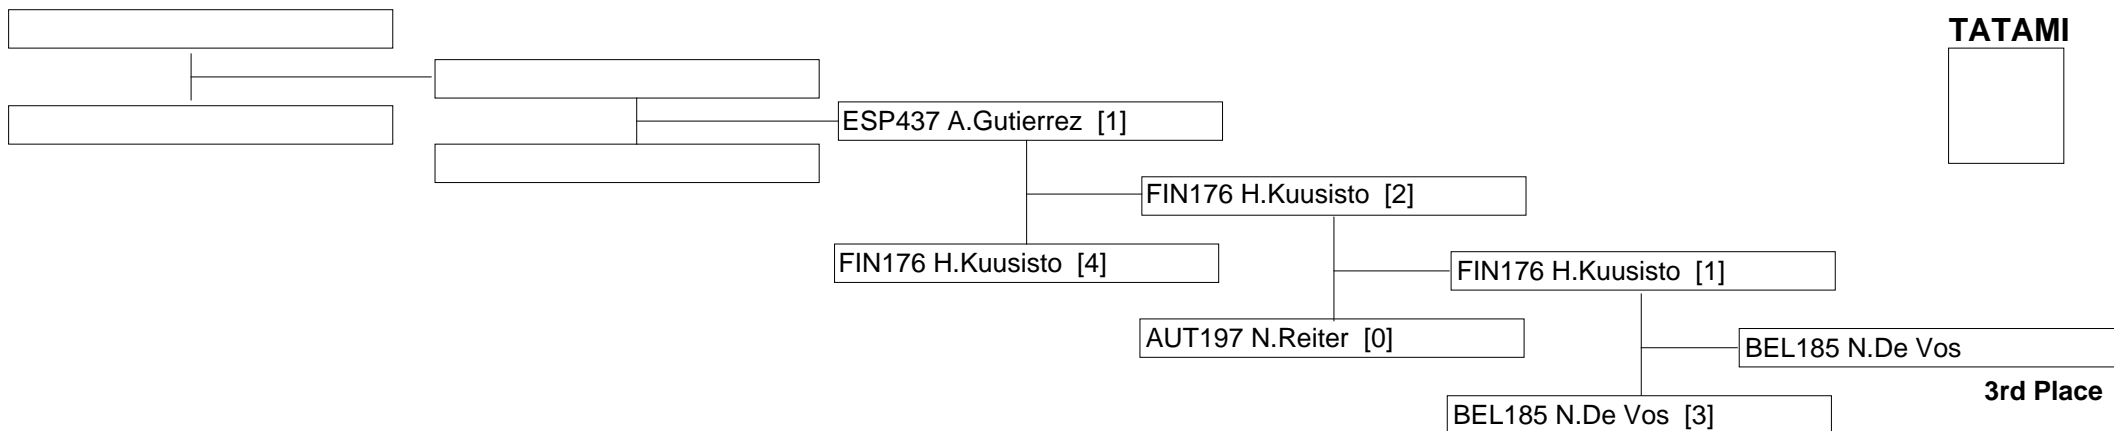 TATAMI
ESP437 A.Gutierrez [1]
FIN176 H.Kuusisto [2]
FIN176 H.Kuusisto [4]
FIN176 H.Kuusisto [1]
AUT197 N.Reiter [0]
BEL185 N.De Vos
3rd Place
BEL185 N.De Vos [3]